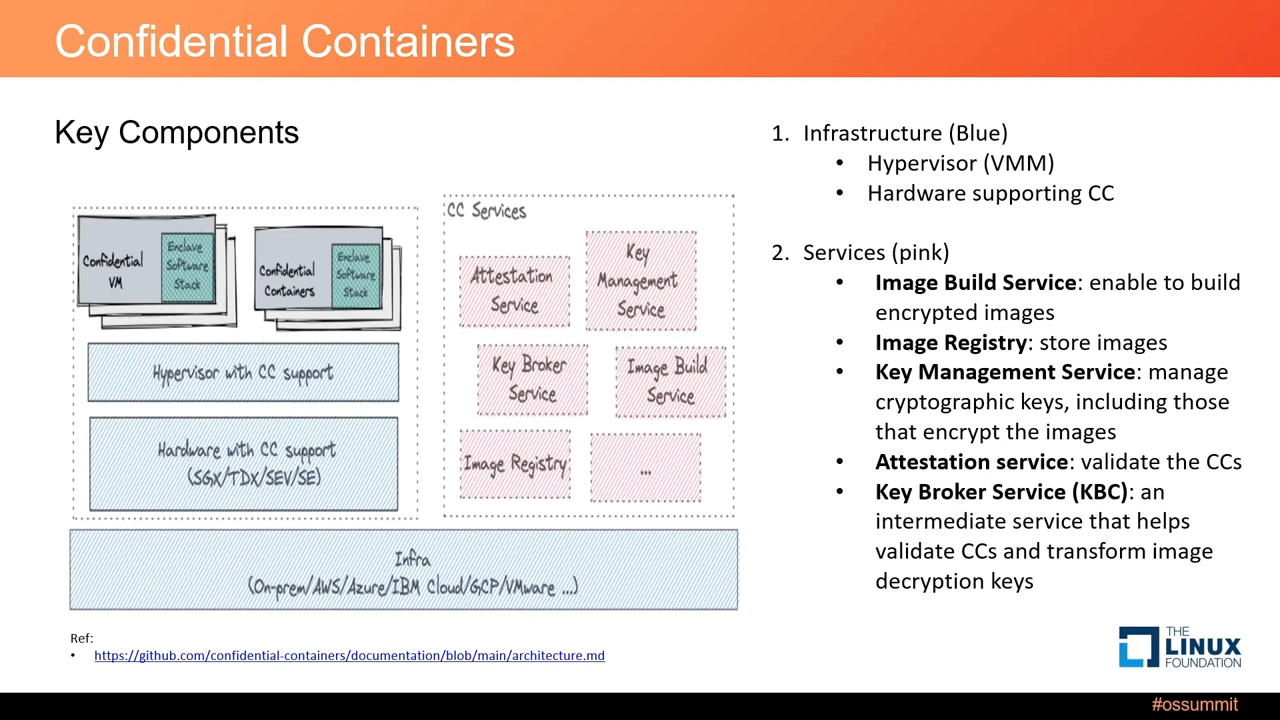 Confidential Containers
Key Components
CC Services
Confidential
VM
Enclave
Software
Stack
Confidential
Containers
Enclave
Software
Stack
Hypervisor with CC support
Hardware with CC support
(SGX/TDX/SEV/SE)
Attestation
Service
Key
Management
Service
Key Broker
Service
Image Build
Service
Image Registry
...
Infra
(On-prem/AWS/Azure/IBM Cloud/GCP/VMware ...)
Ref:
• https://github.com/confidential-containers/documentation/blob/main/architecture.md
1. Infrastructure (Blue)
• Hypervisor (VMM)
• Hardware supporting CC
2. Services (pink)
• Image Build Service: enable to build
encrypted images
• Image Registry: store images
• Key Management Service: manage
cryptographic keys, including those
that encrypt the images
• Attestation service: validate the CCs
• Key Broker Service (KBC): an
intermediate service that helps
validate CCs and transform image
decryption keys
THE
LINUX
FOUNDATION
#ossummit